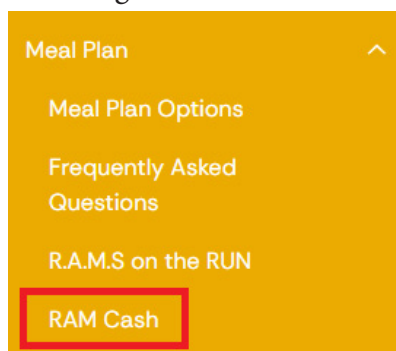 Meal Plan
Meal Plan Options
Frequently Asked
Questions
R.A.M.S on the RUN
RAM Cash